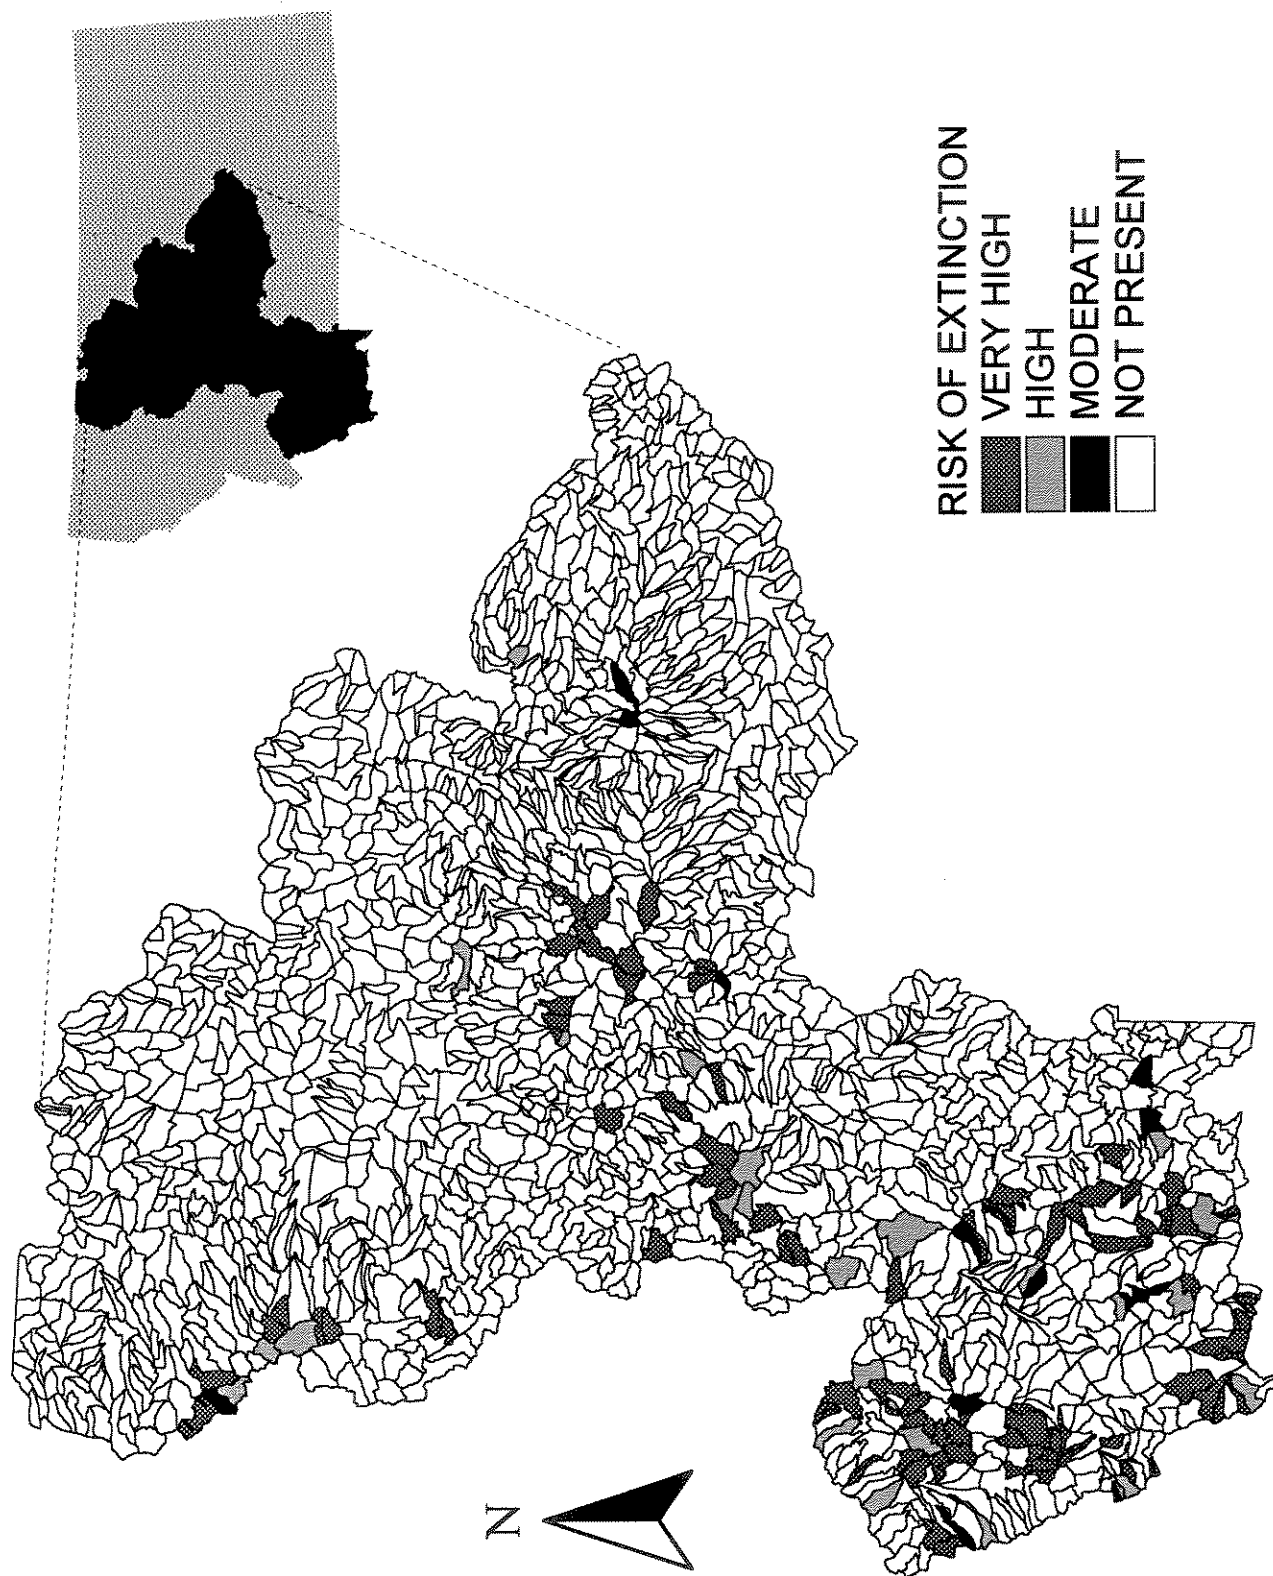 RISK OF EXTINCTION
VERY HIGH
HIGH
MODERATE
NOT PRESENT
N